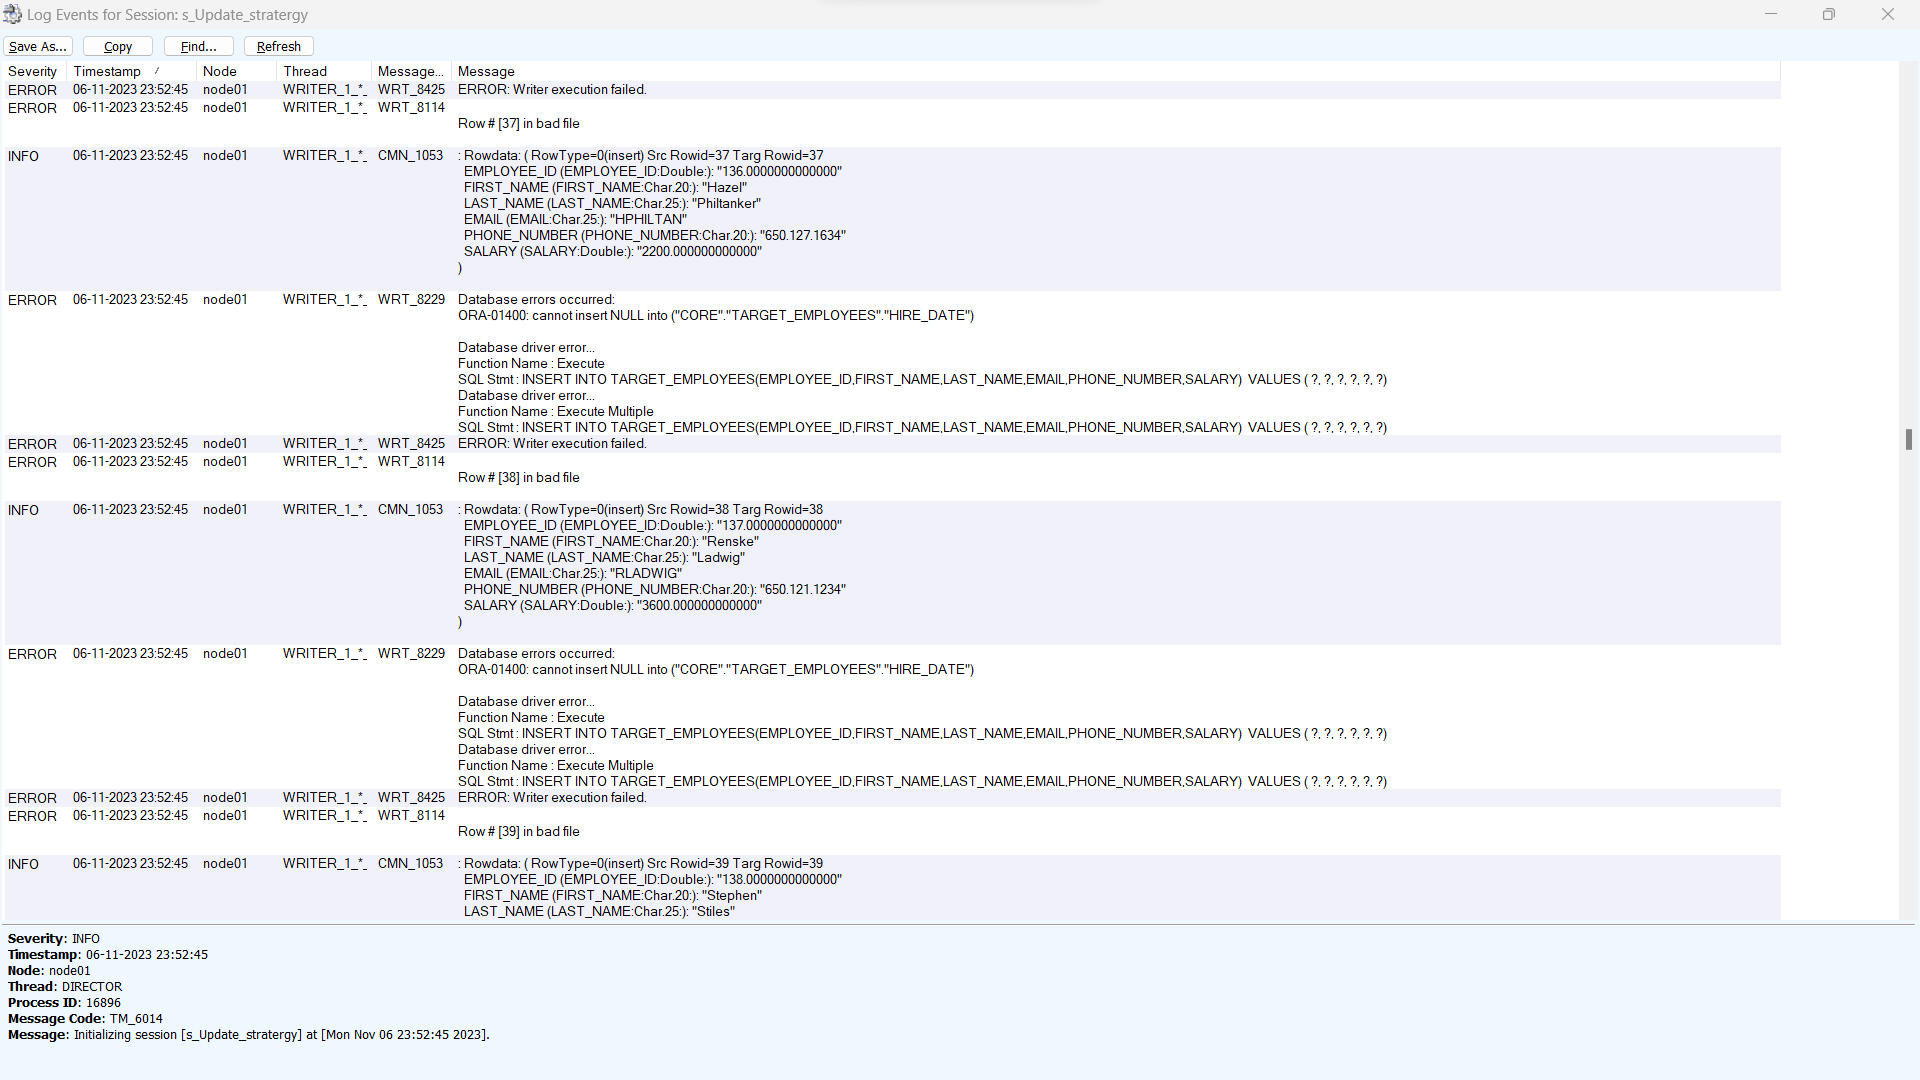 Log Events for Session: s_Update_stratergy
Save As... Copy Find... Refresh
Severity Timestamp / Node Thread Message... Message
ERROR 06-11-2023 23:52:45 node01 WRITER_1_*_ WRT_8425 ERROR: Writer execution failed.
ERROR 06-11-2023 23:52:45 node01 WRITER_1_*_ WRT_8114
Row # [37] in bad file
INFO 06-11-2023 23:52:45 node01 WRITER_1_*_ CMN_1053 : Rowdata: ( RowType=0(insert) Src Rowid=37 Targ Rowid=37
EMPLOYEE_ID (EMPLOYEE_ID:Double:): "136.0000000000000"
FIRST_NAME (FIRST_NAME:Char.20:): "Hazel"
LAST_NAME (LAST_NAME:Char.25:): "Philtanker"
EMAIL (EMAIL:Char.25:): "HPHILTAN"
PHONE_NUMBER (PHONE_NUMBER:Char.20:): "650.127.1634"
SALARY (SALARY:Double:): "2200.000000000000"
)
ERROR 06-11-2023 23:52:45 node01 WRITER_1_*_ WRT_8229 Database errors occurred:
ORA-01400: cannot insert NULL into ("CORE"."TARGET_EMPLOYEES"."HIRE_DATE")
Database driver error...
Function Name : Execute
SQL Stmt : INSERT INTO TARGET_EMPLOYEES(EMPLOYEE_ID,FIRST_NAME,LAST_NAME,EMAIL,PHONE_NUMBER,SALARY)  VALUES ( ?, ?, ?, ?, ?, ?)
Database driver error...
Function Name : Execute Multiple
SQL Stmt : INSERT INTO TARGET_EMPLOYEES(EMPLOYEE_ID,FIRST_NAME,LAST_NAME,EMAIL,PHONE_NUMBER,SALARY)  VALUES ( ?, ?, ?, ?, ?, ?)
ERROR 06-11-2023 23:52:45 node01 WRITER_1_*_ WRT_8425 ERROR: Writer execution failed.
ERROR 06-11-2023 23:52:45 node01 WRITER_1_*_ WRT_8114
Row # [38] in bad file
INFO 06-11-2023 23:52:45 node01 WRITER_1_*_ CMN_1053 : Rowdata: ( RowType=0(insert) Src Rowid=38 Targ Rowid=38
EMPLOYEE_ID (EMPLOYEE_ID:Double:): "137.0000000000000"
FIRST_NAME (FIRST_NAME:Char.20:): "Renske"
LAST_NAME (LAST_NAME:Char.25:): "Ladwig"
EMAIL (EMAIL:Char.25:): "RLADWIG"
PHONE_NUMBER (PHONE_NUMBER:Char.20:): "650.121.1234"
SALARY (SALARY:Double:): "3600.000000000000"
)
ERROR 06-11-2023 23:52:45 node01 WRITER_1_*_ WRT_8229 Database errors occurred:
ORA-01400: cannot insert NULL into ("CORE"."TARGET_EMPLOYEES"."HIRE_DATE")
Database driver error...
Function Name : Execute
SQL Stmt : INSERT INTO TARGET_EMPLOYEES(EMPLOYEE_ID,FIRST_NAME,LAST_NAME,EMAIL,PHONE_NUMBER,SALARY)  VALUES ( ?, ?, ?, ?, ?, ?)
Database driver error...
Function Name : Execute Multiple
SQL Stmt : INSERT INTO TARGET_EMPLOYEES(EMPLOYEE_ID,FIRST_NAME,LAST_NAME,EMAIL,PHONE_NUMBER,SALARY)  VALUES ( ?, ?, ?, ?, ?, ?)
ERROR 06-11-2023 23:52:45 node01 WRITER_1_*_ WRT_8425 ERROR: Writer execution failed.
ERROR 06-11-2023 23:52:45 node01 WRITER_1_*_ WRT_8114
Row # [39] in bad file
INFO 06-11-2023 23:52:45 node01 WRITER_1_*_ CMN_1053 : Rowdata: ( RowType=0(insert) Src Rowid=39 Targ Rowid=39
EMPLOYEE_ID (EMPLOYEE_ID:Double:): "138.0000000000000"
FIRST_NAME (FIRST_NAME:Char.20:): "Stephen"
LAST_NAME (LAST_NAME:Char.25:): "Stiles"
Severity: INFO
Timestamp: 06-11-2023 23:52:45
Node: node01
Thread: DIRECTOR
Process ID: 16896
Message Code: TM_6014
Message: Initializing session [s_Update_stratergy] at [Mon Nov 06 23:52:45 2023].